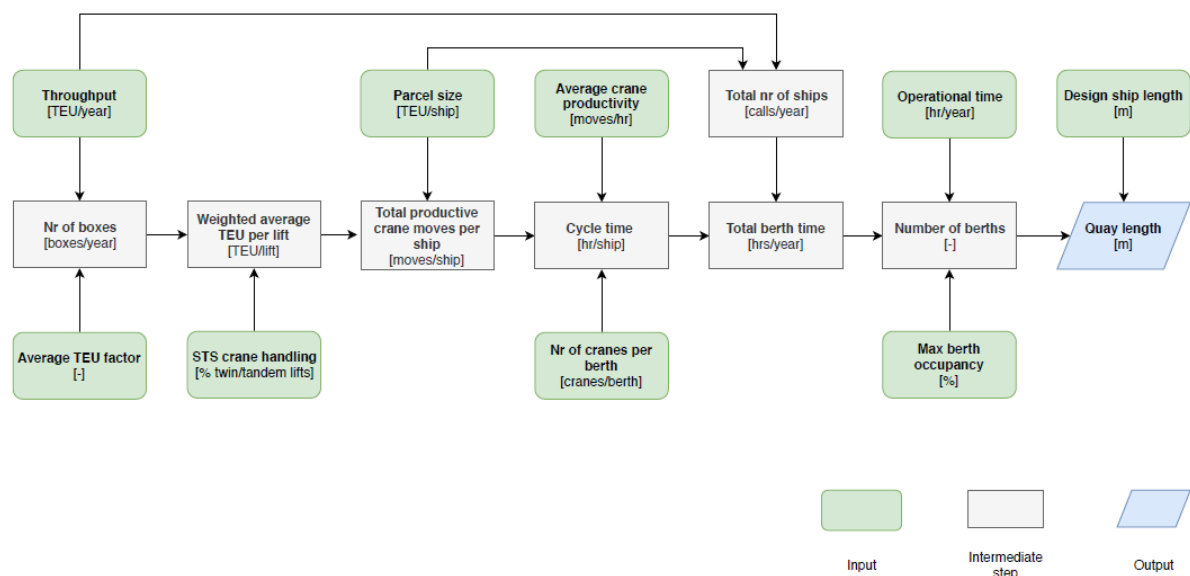 Throughput
[TEU/year]
Parcel size
[TEU/ship]
Average crane
productivity
[moves/hr]
Total nr of ships
[calls/year]
Operational time
[hr/year]
Design ship length
[m]
Nr of boxes
[boxes/year]
Weighted average
TEU per lift
[TEU/lift]
Total productive
crane moves per
ship
[moves/ship]
Cycle time
[hr/ship]
Total berth time
[hrs/year]
Number of berths
[-]
Quay length
[m]
Average TEU factor
[-]
STS crane handling
[% twin/tandem lifts]
Nr of cranes per
berth
[cranes/berth]
Max berth
occupancy
[%]
Input
Intermediate
step
Output